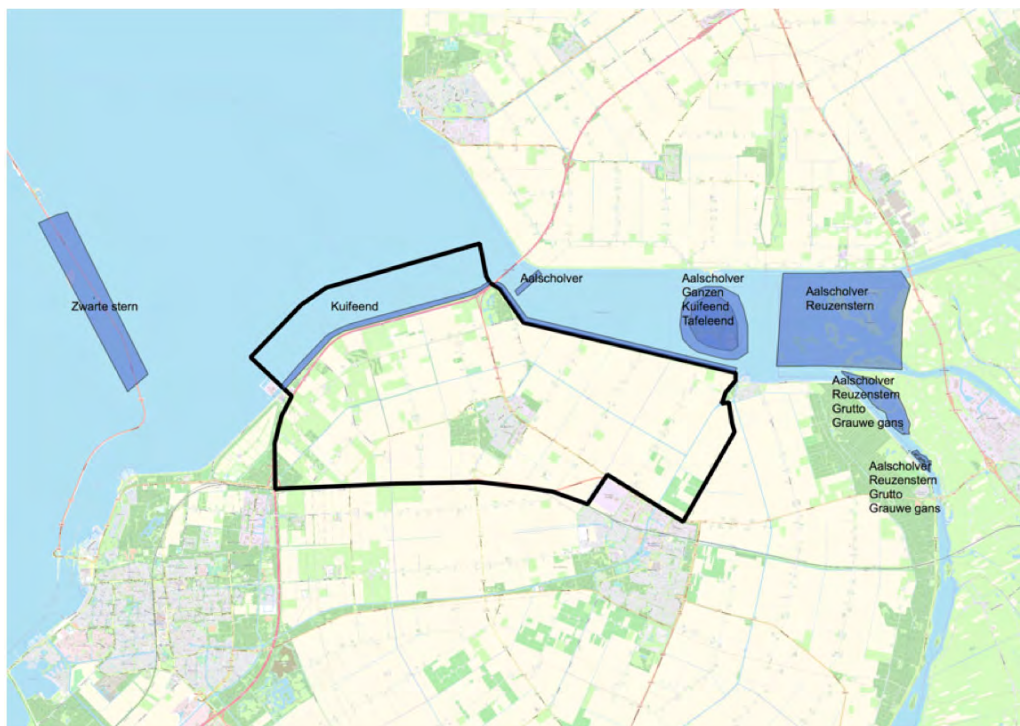 Zwarte stern
Kuifeend
Aalscholver
Aalscholver
Ganzen
Kuifeend
Tafeleend
Aalscholver
Reuzenstern
Aalscholver
Reuzenstern
Grutto
Grauwe gans
Aalscholver
Reuzenstern
Grutto
Grauwe gans